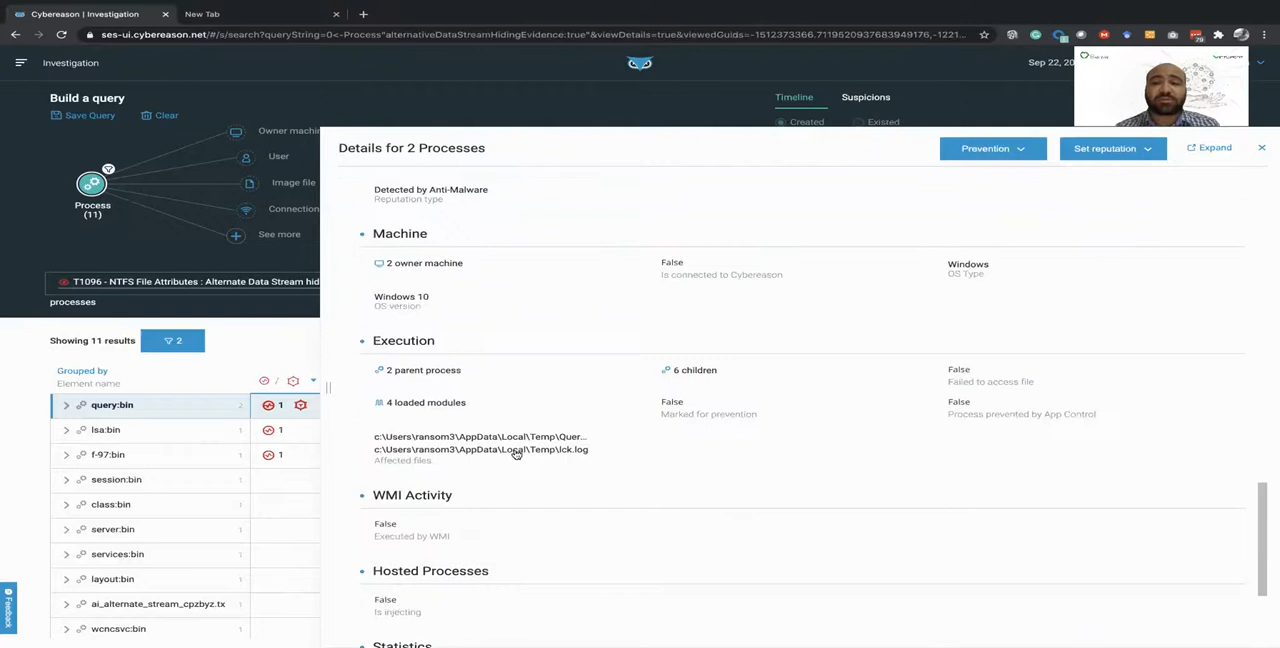 Cybereason | Investigation
New Tab
ses-ui.cybereason.net/#/s/search?queryString=0<-Process"alternativeDataStreamHidingEvidence:true"&viewDetails=true&viewedGuids=-1512373366.7119520937683949176,-1221...
Investigation
Sep 22, 20
Build a query
Save Query
Clear
Timeline
Suspicions
Created
Existed
Owner machin
User
Image file
Connection
See more
Process
(11)
T1096 - NTFS File Attributes : Alternate Data Stream hid
processes
Showing 11 results
2
Grouped by
Element name
/
query:bin
2
1
lsa:bin
1
1
f-97:bin
1
1
session:bin
1
class:bin
1
server:bin
1
services:bin
1
layout:bin
1
ai_alternate_stream_cpzbyz.tx
1
wcncsvc:bin
1
Feedback
Details for 2 Processes
Prevention
Set reputation
Expand
Detected by Anti-Malware
Reputation type
Machine
2 owner machine
False
Is connected to Cybereason
Windows
OS Type
Windows 10
OS version
Execution
2 parent process
6 children
False
Failed to access file
4 loaded modules
False
Marked for prevention
False
Process prevented by App Control
c:\Users\ransom3\AppData\Local\Temp\Quer...
c:\Users\ransom3\AppData\Local\Temp\lck.log
Affected files
WMI Activity
False
Executed by WMI
Hosted Processes
False
Is injecting
Statistics